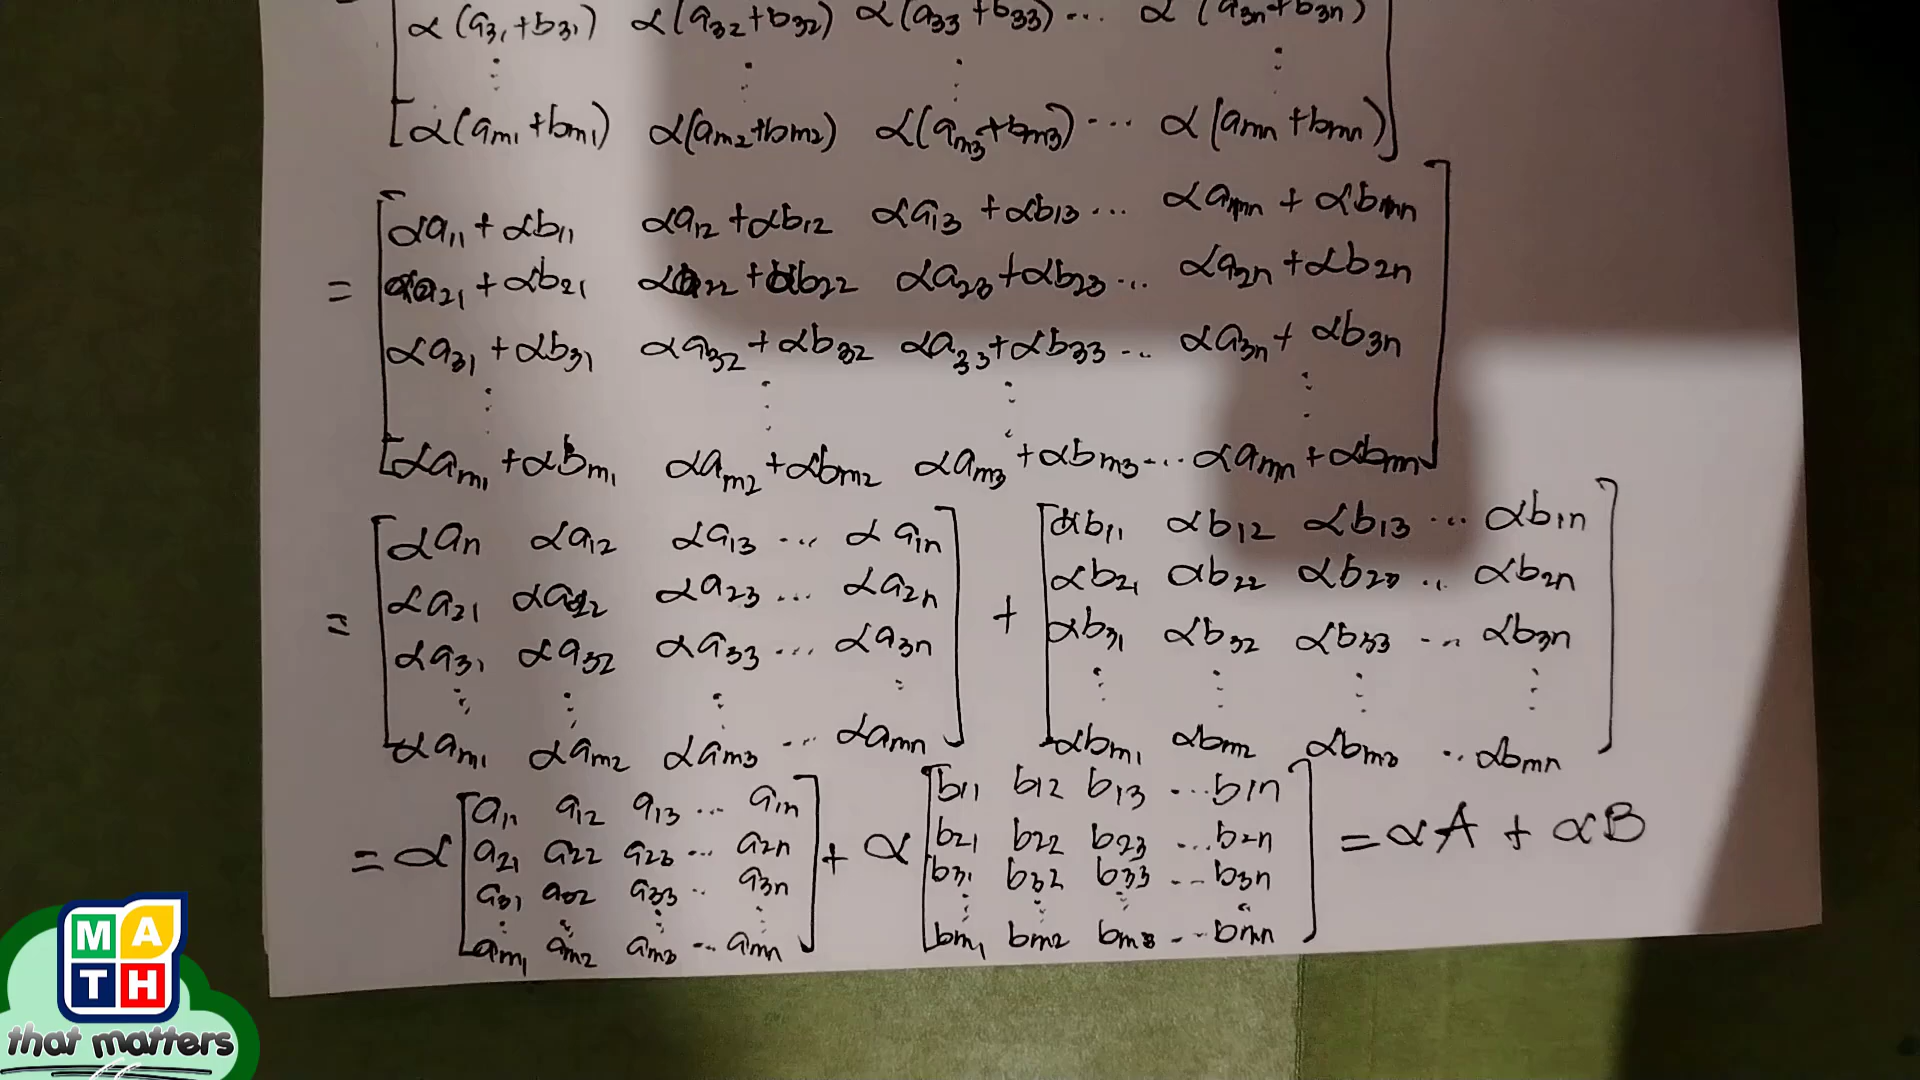 α(a31+b31) α(a32+b32) α(a33+b33)... α(a3n+b3n)
α(am1+bm1) α(am2+bm2) α(am3+bm3)... α(amn+bmn)
αa11+αb11 αa12+αb12 αa13+αb13... αamn+αbmn
= αa21+αb21 αa22+αb22 αa23+αb23... αa2n+αb2n
αa31+αb31 αa32+αb32 αa33+αb33... αa3n+αb3n
αam1+αbm1 αam2+αbm2 αam3+αbm3... αamn+αbmn
αa11 αa12 αa13... αa1n αb11 αb12 αb13... αb1n
αa21 αa22 αa23... αa2n αb21 αb22 αb23... αb2n
= αa31 αa32 αa33... αa3n + αb31 αb32 αb33... αb3n
αam1 αam2 αam3... αamn αbm1 αbm2 αbm3... αbmn
a11 a12 a13... a1n b11 b12 b13...b1n
= α a21 a22 a23... a2n + α b21 b22 b23...b2n = αA + αB
a31 a32 a33... a3n b31 b32 b33...b3n
am1 am2 am3... amn bm1 bm2 bm3...bmn
MATH
that matters